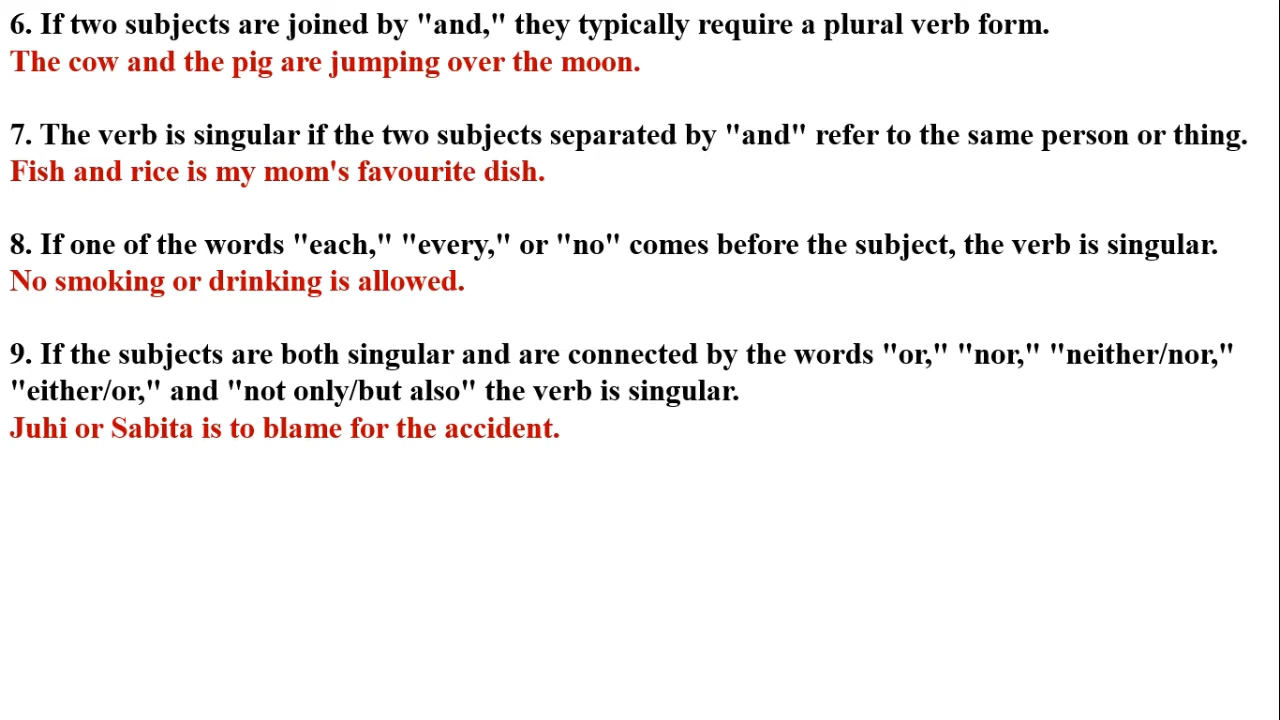 6. If two subjects are joined by "and," they typically require a plural verb form.
The cow and the pig are jumping over the moon.
7. The verb is singular if the two subjects separated by "and" refer to the same person or thing.
Fish and rice is my mom's favourite dish.
8. If one of the words "each," "every," or "no" comes before the subject, the verb is singular.
No smoking or drinking is allowed.
9. If the subjects are both singular and are connected by the words "or," "nor," "neither/nor,"
"either/or," and "not only/but also" the verb is singular.
Juhi or Sabita is to blame for the accident.